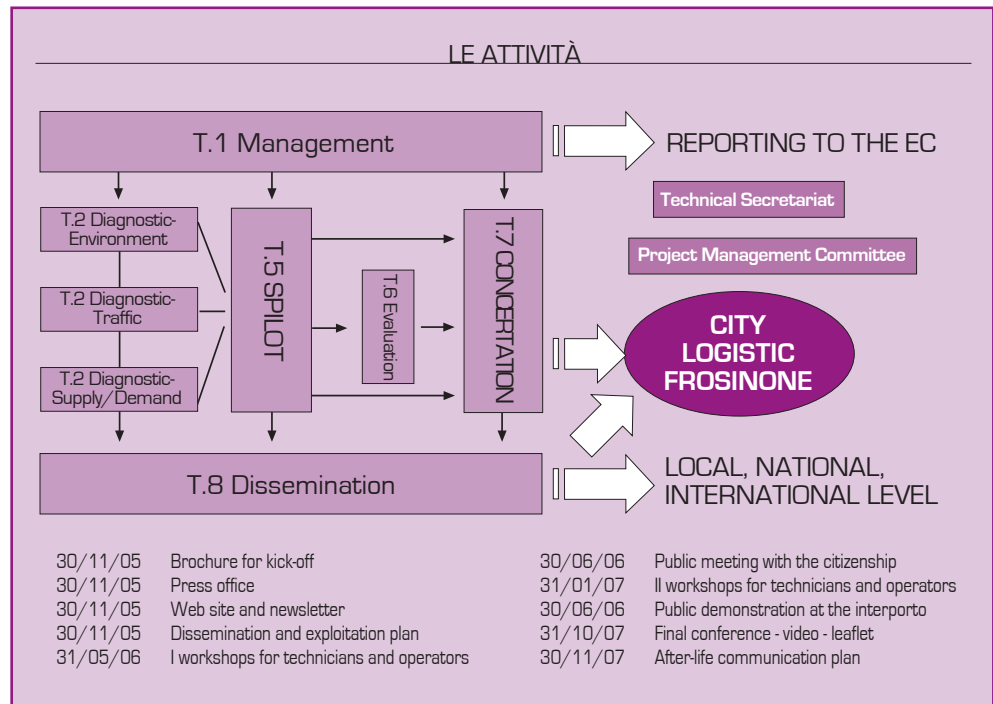 LE ATTIVITÀ
T.1 Management
REPORTING TO THE EC
Technical Secretariat
Project Management Committee
T.2 Diagnostic-
Environment
T.2 Diagnostic-
Traffic
T.2 Diagnostic-
Supply/Demand
T.5 SPILOT
T.6 Evaluation
T.7 CONCERTATION
CITY
LOGISTIC
FROSINONE
T.8 Dissemination
LOCAL, NATIONAL,
INTERNATIONAL LEVEL
30/11/05 Brochure for kick-off
30/11/05 Press office
30/11/05 Web site and newsletter
30/11/05 Dissemination and exploitation plan
31/05/06 I workshops for technicians and operators
30/06/06 Public meeting with the citizenship
31/01/07 II workshops for technicians and operators
30/06/06 Public demonstration at the interporto
31/10/07 Final conference - video - leaflet
30/11/07 After-life communication plan